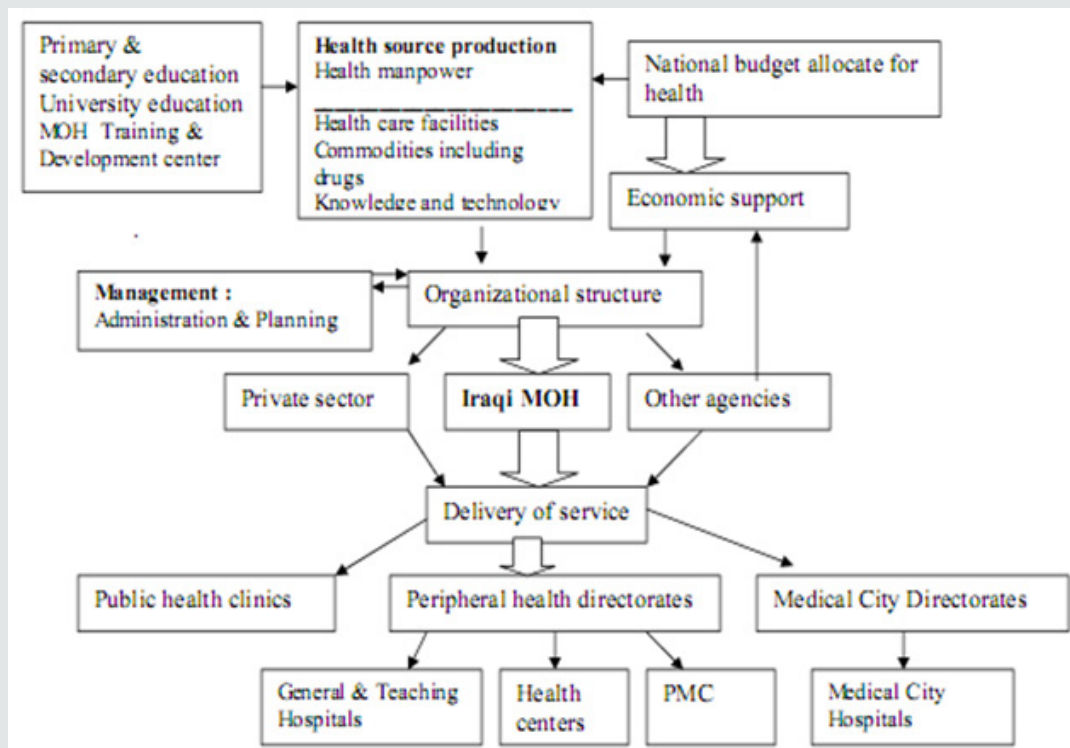 Primary &
secondary education
University education
MOH Training &
Development center
Health source production
Health manpower
Health care facilities
Commodities including
drugs
Knowledge and technology
National budget allocate for
health
Economic support
Management :
Administration & Planning
Organizational structure
Private sector
Iraqi MOH
Other agencies
Delivery of service
Public health clinics
Peripheral health directorates
Medical City Directorates
General & Teaching
Hospitals
Health
centers
PMC
Medical City
Hospitals